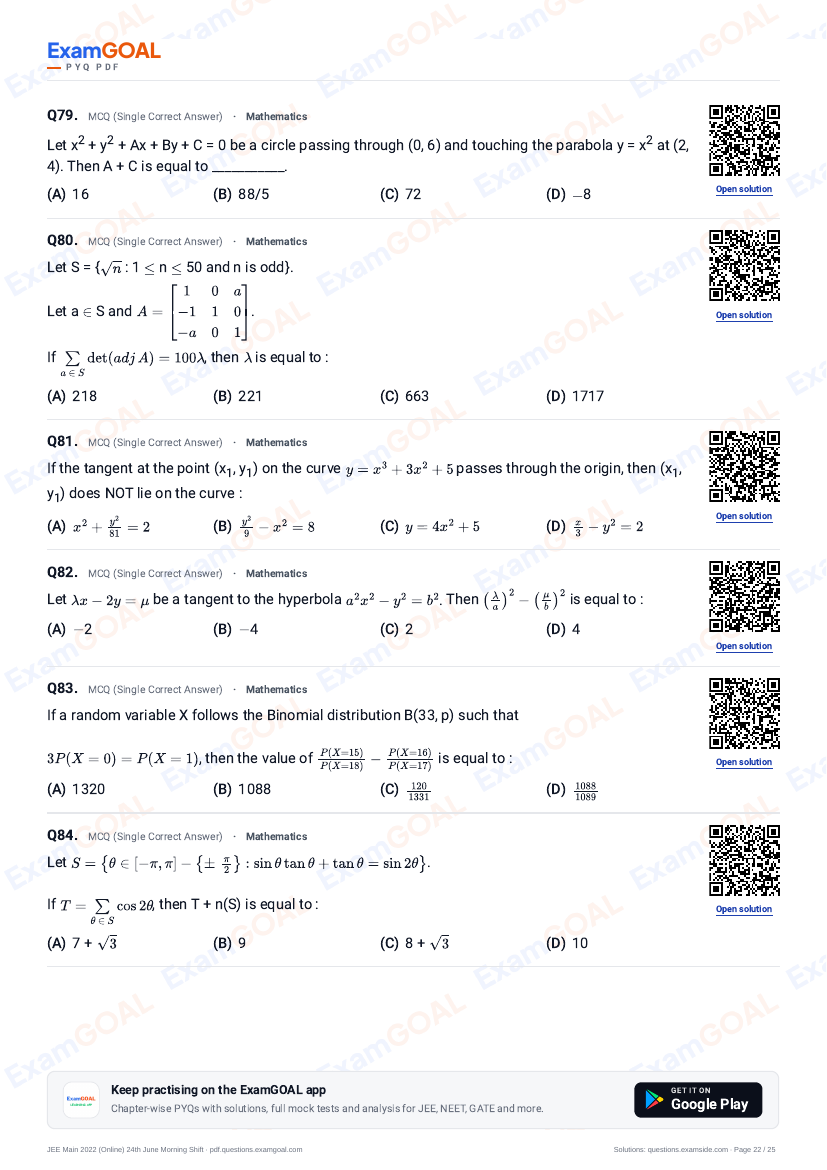 ExamGOAL
PYQ PDF
Q79. MCQ (Single Correct Answer) · Mathematics
Let x² + y² + Ax + By + C = 0 be a circle passing through (0, 6) and touching the parabola y = x² at (2,
4). Then A + C is equal to ___________.
(A) 16 (B) 88/5 (C) 72 (D) −8
Open solution
Q80. MCQ (Single Correct Answer) · Mathematics
Let S = {√n : 1 ≤ n ≤ 50 and n is odd}.
Let a ∈ S and A = [1 0 a; −1 1 0; −a 0 1].
If ∑_{a ∈ S} det(adj A) = 100λ, then λ is equal to :
(A) 218 (B) 221 (C) 663 (D) 1717
Open solution
Q81. MCQ (Single Correct Answer) · Mathematics
If the tangent at the point (x₁, y₁) on the curve y = x³ + 3x² + 5 passes through the origin, then (x₁,
y₁) does NOT lie on the curve :
(A) x² + y²/81 = 2 (B) y²/9 − x² = 8 (C) y = 4x² + 5 (D) x/3 − y² = 2
Open solution
Q82. MCQ (Single Correct Answer) · Mathematics
Let λx − 2y = μ be a tangent to the hyperbola a²x² − y² = b². Then (λ/a)² − (μ/b)² is equal to :
(A) −2 (B) −4 (C) 2 (D) 4
Open solution
Q83. MCQ (Single Correct Answer) · Mathematics
If a random variable X follows the Binomial distribution B(33, p) such that
3P(X = 0) = P(X = 1), then the value of P(X=15)/P(X=18) − P(X=16)/P(X=17) is equal to :
(A) 1320 (B) 1088 (C) 120/1331 (D) 1088/1089
Open solution
Q84. MCQ (Single Correct Answer) · Mathematics
Let S = {θ ∈ [−π, π] − {± π/2} : sin θ tan θ + tan θ = sin 2θ}.
If T = ∑_{θ ∈ S} cos 2θ, then T + n(S) is equal to :
(A) 7 + √3 (B) 9 (C) 8 + √3 (D) 10
Open solution
ExamGOAL
Keep practising on the ExamGOAL app
Chapter-wise PYQs with solutions, full mock tests and analysis for JEE, NEET, GATE and more.
GET IT ON
Google Play
JEE Main 2022 (Online) 24th June Morning Shift · pdf.questions.examgoal.com
Solutions: questions.examside.com · Page 22 / 25